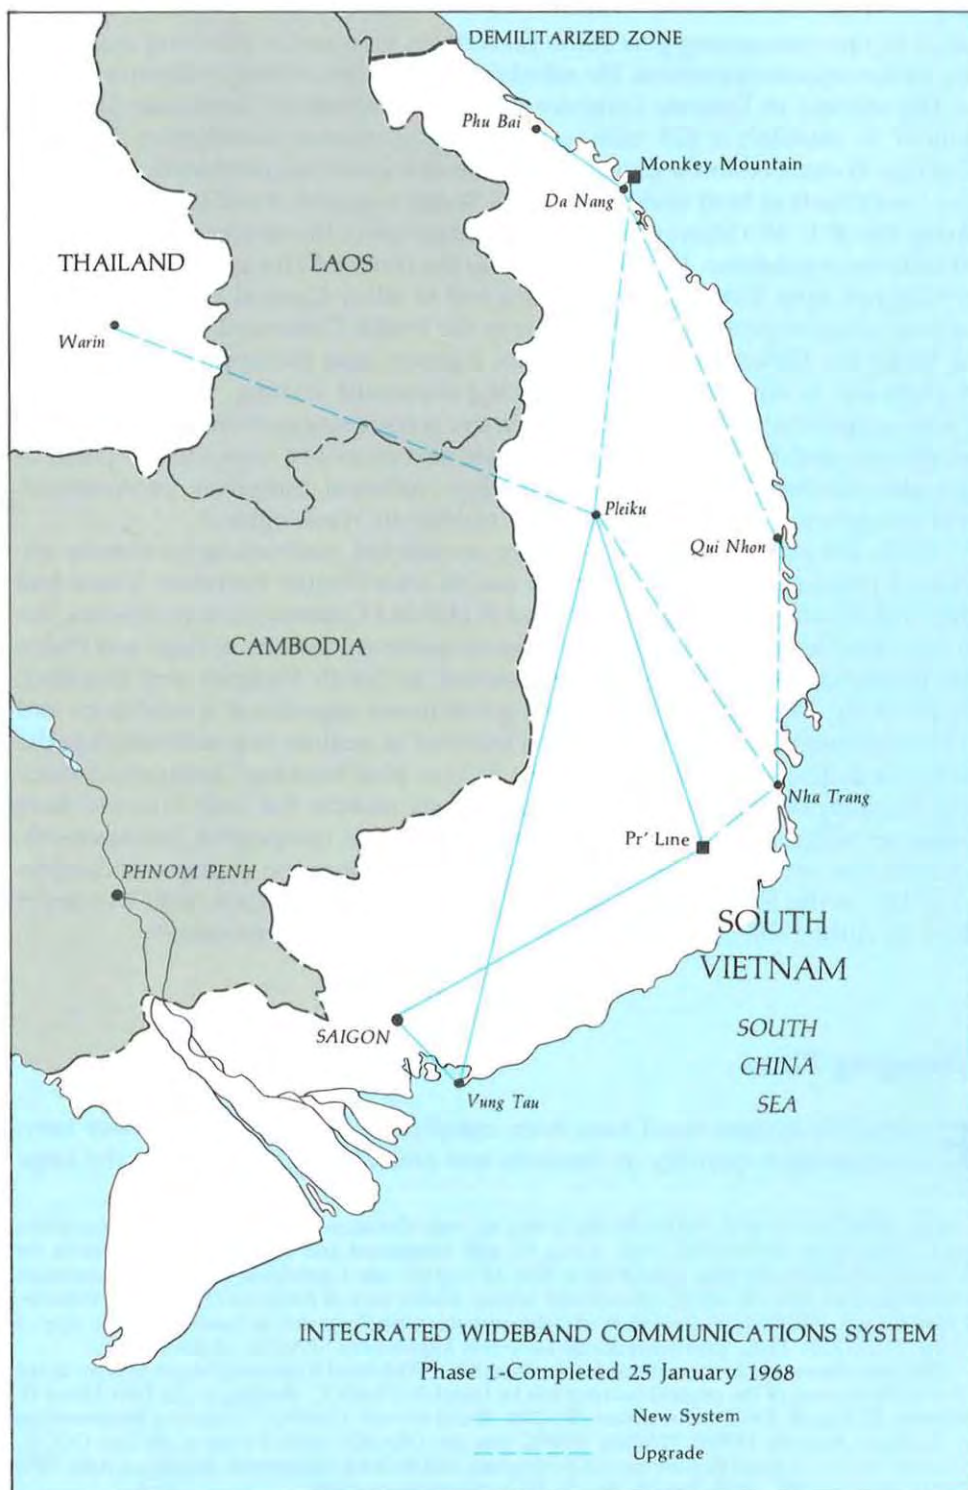 DEMILITARIZED ZONE
Phu Bai
Monkey Mountain
Da Nang
THAILAND
LAOS
Warin
Pleiku
Qui Nhon
CAMBODIA
Nha Trang
Pr' Line
PHNOM PENH
SOUTH
VIETNAM
SAIGON
SOUTH
CHINA
SEA
Vung Tau
INTEGRATED WIDEBAND COMMUNICATIONS SYSTEM
Phase 1-Completed 25 January 1968
New System
Upgrade